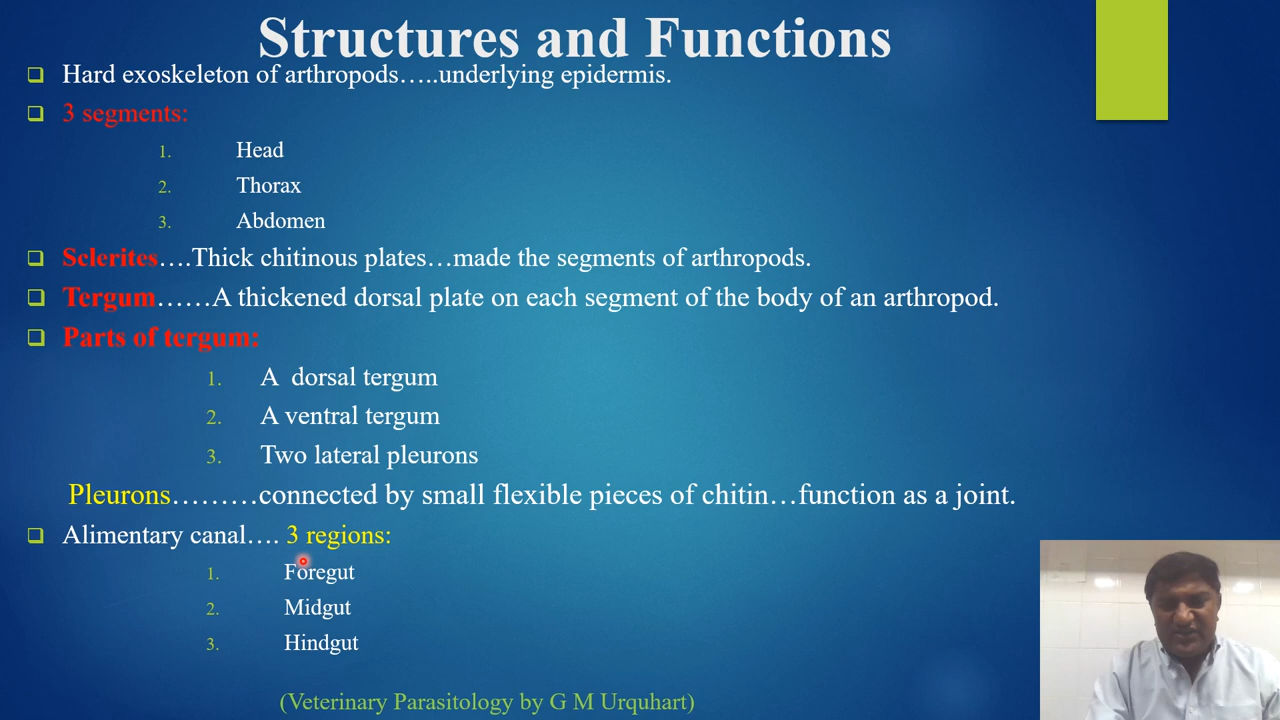 Structures and Functions
Hard exoskeleton of arthropods…..underlying epidermis.
3 segments:
1. Head
2. Thorax
3. Abdomen
Sclerites….Thick chitinous plates…made the segments of arthropods.
Tergum……A thickened dorsal plate on each segment of the body of an arthropod.
Parts of tergum:
1. A dorsal tergum
2. A ventral tergum
3. Two lateral pleurons
Pleurons………connected by small flexible pieces of chitin…function as a joint.
Alimentary canal…. 3 regions:
1. Foregut
2. Midgut
3. Hindgut
(Veterinary Parasitology by G M Urquhart)